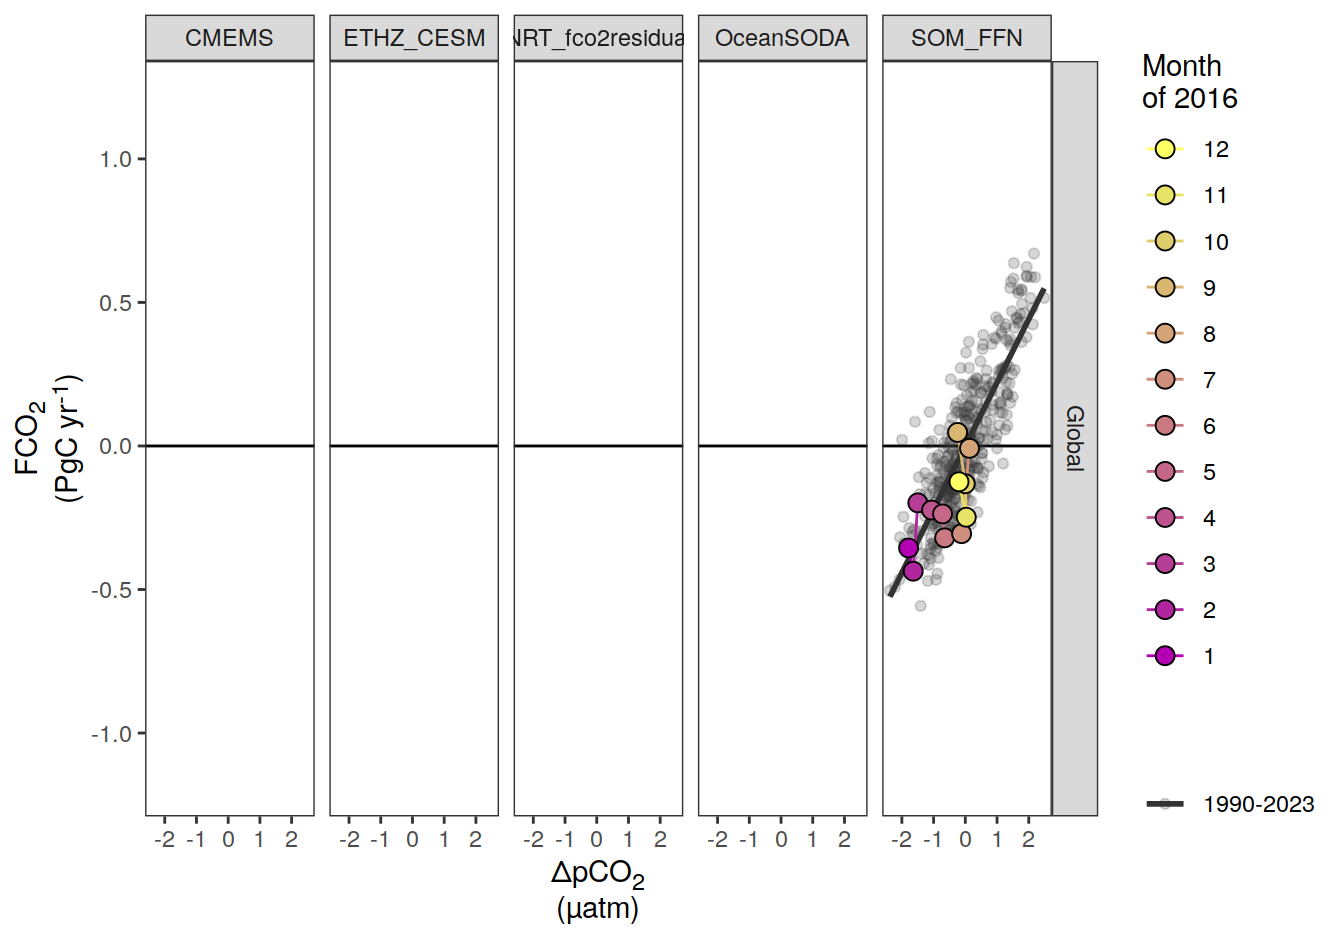 CMEMS ETHZ_CESM NRT_fco2residua OceanSODA SOM_FFN
Global
FCO2
(PgC yr-1)
1.0
0.5
0.0
-0.5
-1.0
-2 -1 0 1 2 -2 -1 0 1 2 -2 -1 0 1 2 -2 -1 0 1 2 -2 -1 0 1 2
ΔpCO2
(µatm)
Month
of 2016
12
11
10
9
8
7
6
5
4
3
2
1
1990-2023